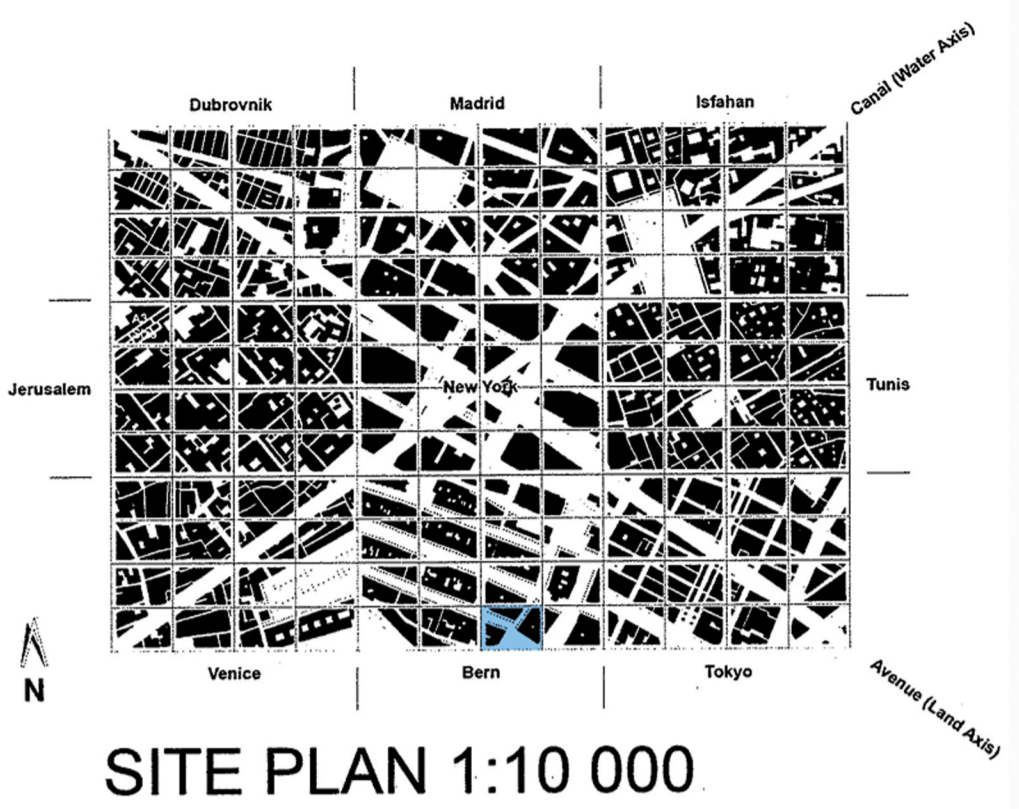 Canal (Water Axis)
Dubrovnik
Madrid
Isfahan
Jerusalem
New York
Tunis
Venice
Bern
Tokyo
N
Avenue (Land Axis)
SITE PLAN 1:10 000